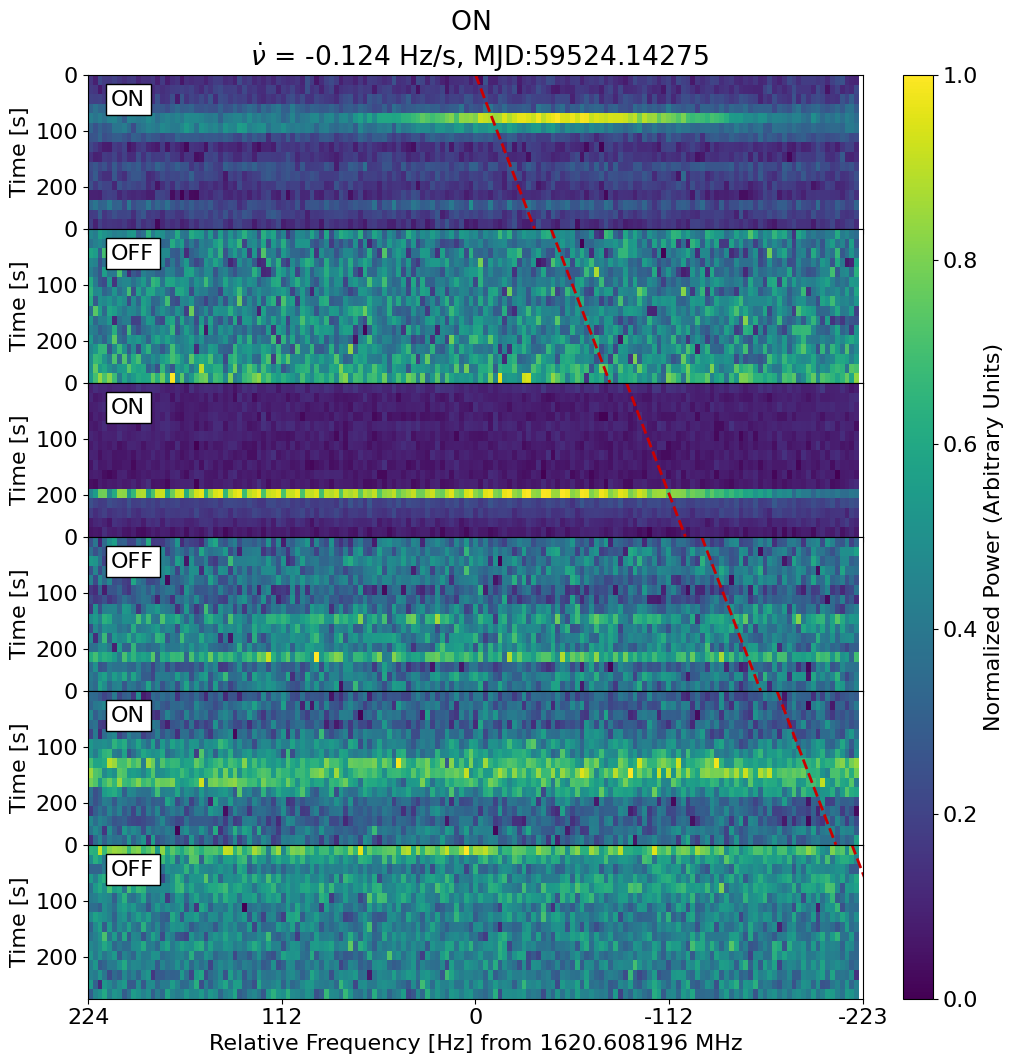 ON
ν̇ = -0.124 Hz/s, MJD:59524.14275
0
ON
100
200
Time [s]
0
OFF
100
200
Time [s]
0
ON
100
200
Time [s]
0
OFF
100
200
Time [s]
0
ON
100
200
Time [s]
0
OFF
100
200
Time [s]
224 112 0 -112 -223
Relative Frequency [Hz] from 1620.608196 MHz
1.0
0.8
0.6
0.4
0.2
0.0
Normalized Power (Arbitrary Units)